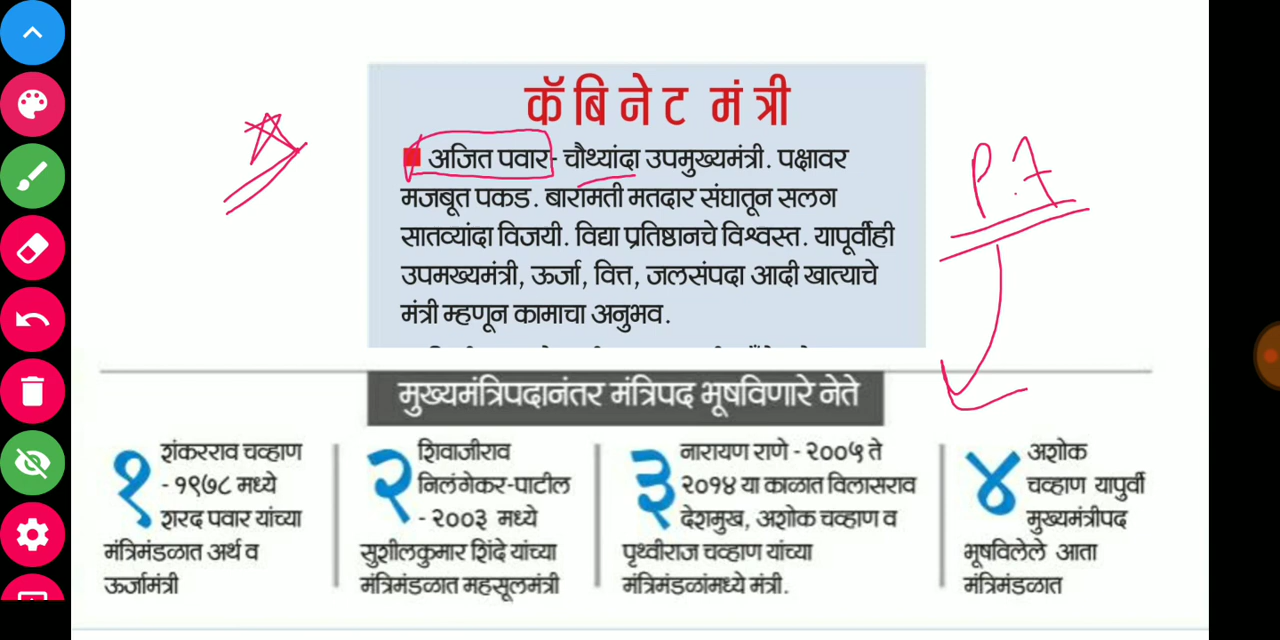 कॅबिनेट मंत्री
अजित पवार- चौथ्यांदा उपमुख्यमंत्री. पक्षावर
मजबूत पकड. बारामती मतदार संघातून सलग
सातव्यांदा विजयी. विद्या प्रतिष्ठानचे विश्वस्त. यापूर्वीही
उपमख्यमंत्री, ऊर्जा, वित्त, जलसंपदा आदी खात्याचे
मंत्री म्हणून कामाचा अनुभव.
मुख्यमंत्रिपदानंतर मंत्रिपद भूषविणारे नेते
१
शंकरराव चव्हाण
- १९७८ मध्ये
शरद पवार यांच्या
मंत्रिमंडळात अर्थ व
ऊर्जामंत्री
२
शिवाजीराव
निलंगेकर-पाटील
- २००३ मध्ये
सुशीलकुमार शिंदे यांच्या
मंत्रिमंडळात महसूलमंत्री
३
नारायण राणे - २००५ ते
२०१४ या काळात विलासराव
देशमुख, अशोक चव्हाण व
पृथ्वीराज चव्हाण यांच्या
मंत्रिमंडळांमध्ये मंत्री.
४
अशोक
चव्हाण यापुर्वी
मुख्यमंत्रीपद
भूषविलेले आता
मंत्रिमंडळात